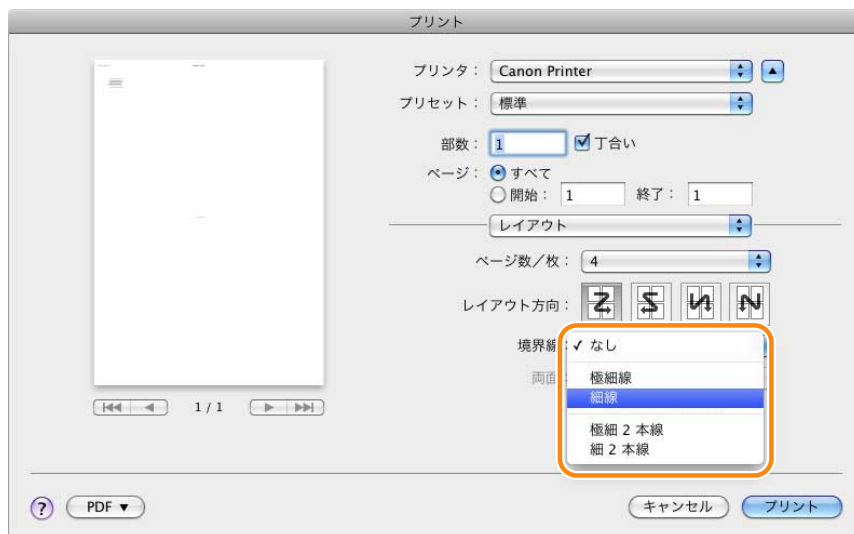 プリント
プリンタ： Canon Printer
プリセット： 標準
部数： 1 丁合い
ページ： すべて
開始： 1 終了： 1
レイアウト
ページ数／枚： 4
レイアウト方向：
境界線： ✓ なし
両面：
極細線
細線
極細 2 本線
細 2 本線
1 / 1
? PDF ▼ キャンセル プリント